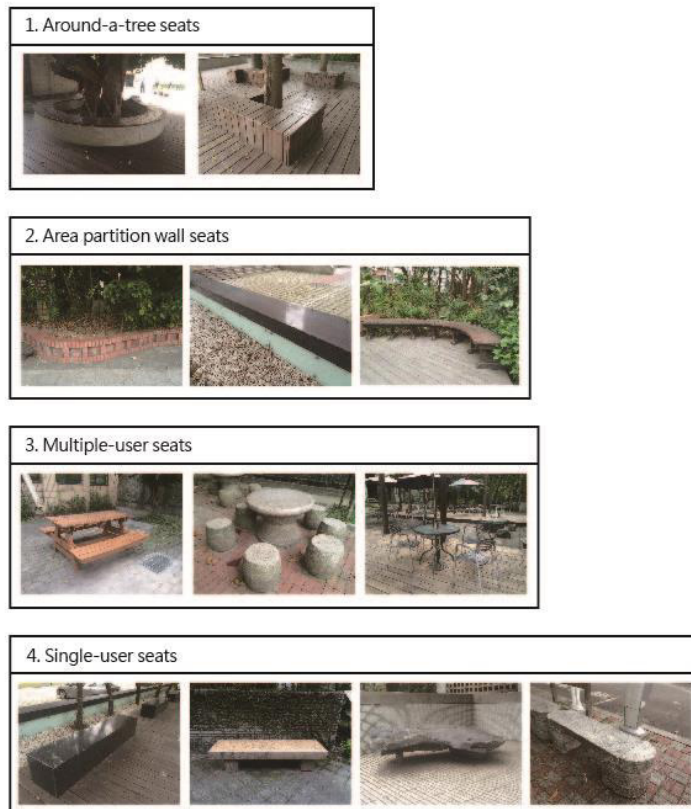 1. Around-a-tree seats
2. Area partition wall seats
3. Multiple-user seats
4. Single-user seats